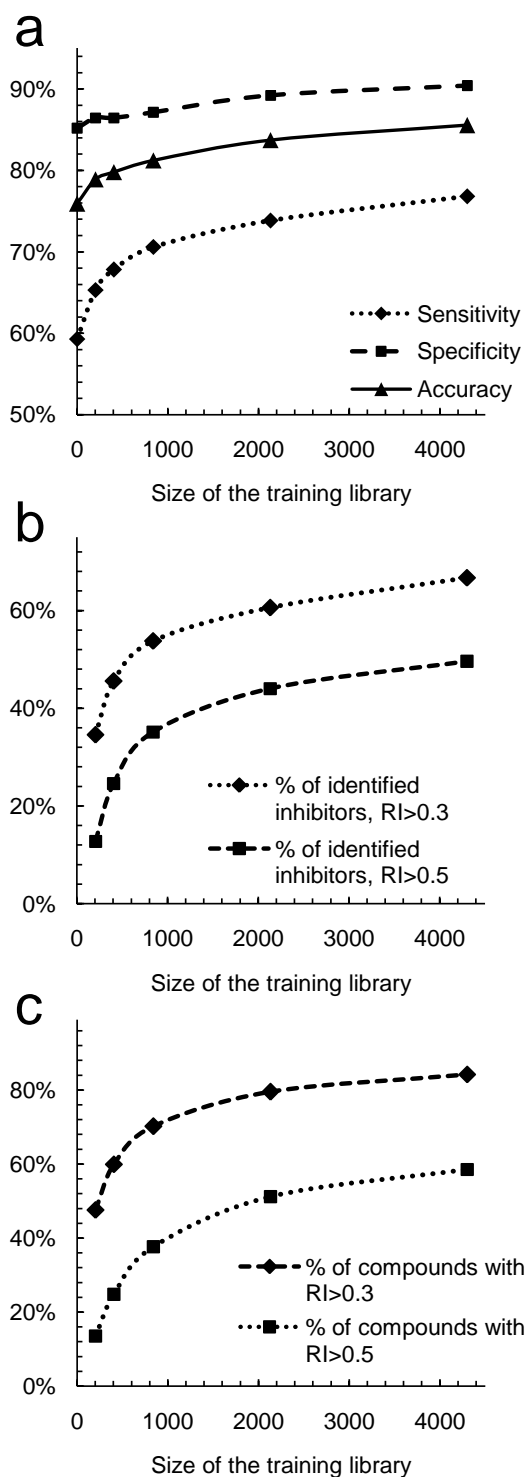 a
90%
80%
70%
60%
50%
Sensitivity
Specificity
Accuracy
0 1000 2000 3000 4000
Size of the training library
b
60%
40%
20%
0%
% of identified
inhibitors, RI>0.3
% of identified
inhibitors, RI>0.5
0 1000 2000 3000 4000
Size of the training library
c
80%
60%
40%
20%
0%
% of compounds with
RI>0.3
% of compounds with
RI>0.5
0 1000 2000 3000 4000
Size of the training library